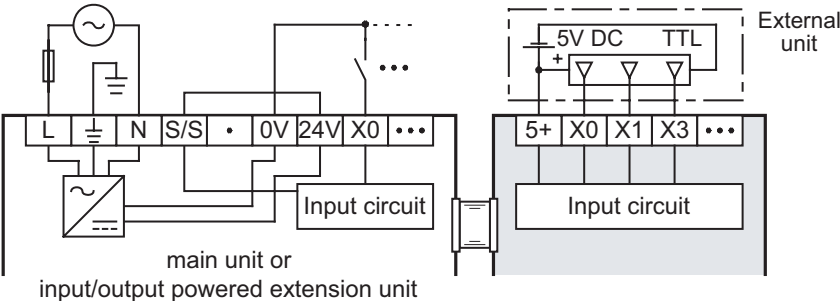 External
unit
5V DC TTL
+
L N S/S • 0V 24V X0 •••
5+ X0 X1 X3 •••
Input circuit
Input circuit
main unit or
input/output powered extension unit